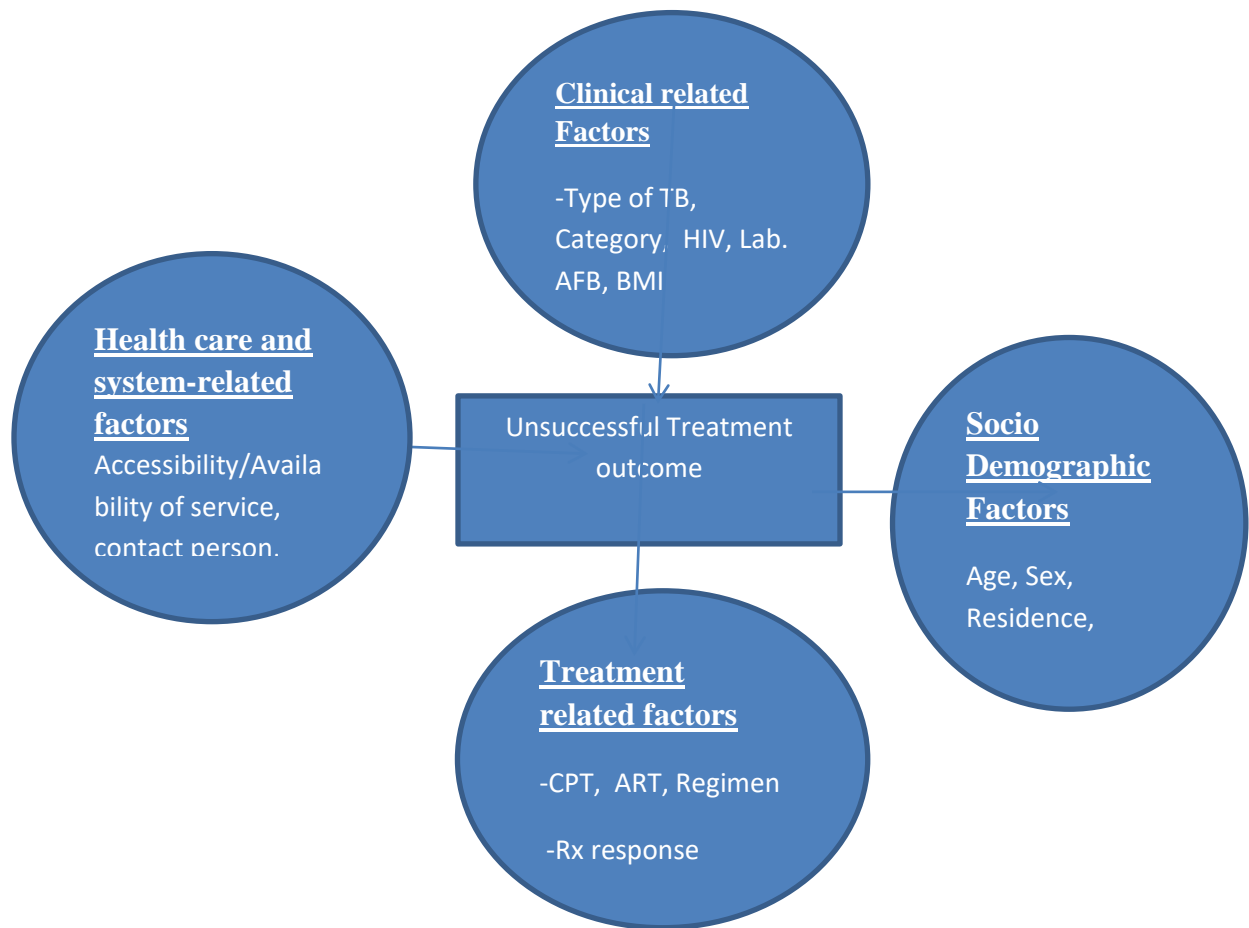 Clinical related
Factors
-Type of TB,
Category, HIV, Lab.
AFB, BMI
Health care and
system-related
factors
Accessibility/Availa
bility of service,
contact person.
Unsuccessful Treatment
outcome
Socio
Demographic
Factors
Age, Sex,
Residence,
Treatment
related factors
-CPT, ART, Regimen
-Rx response